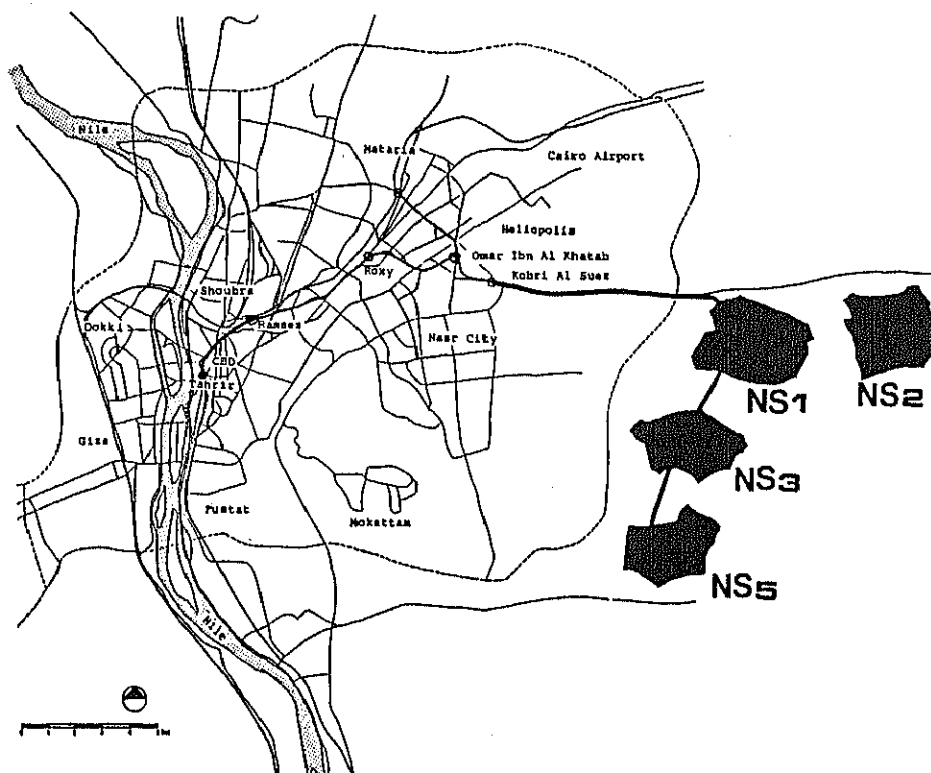 Nile
Mataria
Cairo Airport
Heliopolis
Omar Ibn Al Khatab
Roxy
Kobri Al Suez
Shoubra
Ramses
Dokki
Nasr City
CBD
Tahrir
NS1
NS2
Giza
NS3
Fustat
Mokattam
NS5
Nile